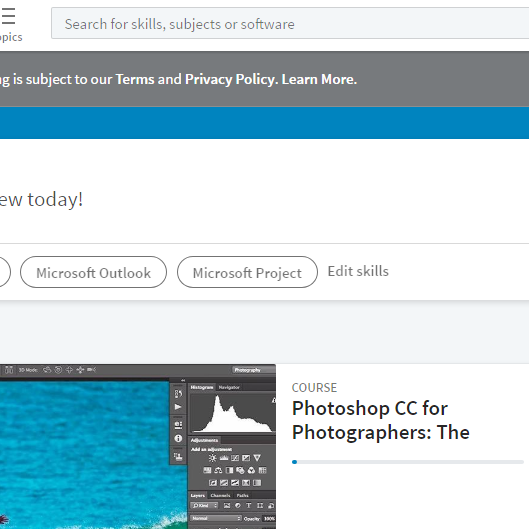 opics
Search for skills, subjects or software
ng is subject to our Terms and Privacy Policy. Learn More.
ew today!
Microsoft Outlook
Microsoft Project
Edit skills
3D Mode:
Photography
Histogram Navigator
Adjustments
Add an adjustment
Layers Channels Paths
Kind
Normal Opacity: 100%
COURSE
Photoshop CC for
Photographers: The